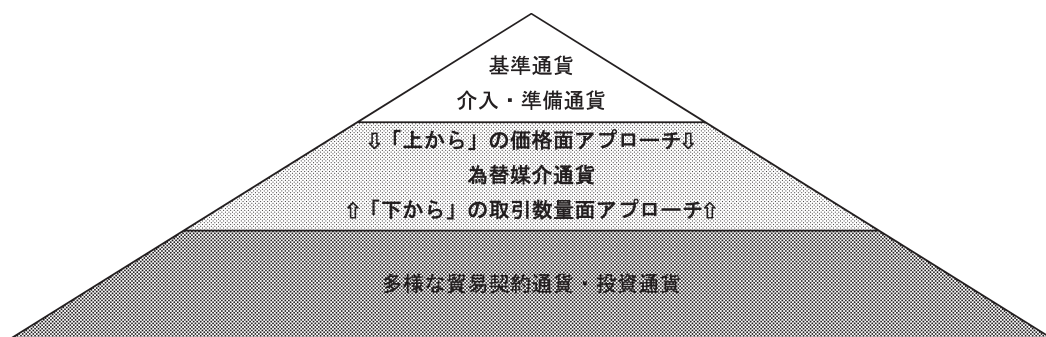 基準通貨
介入・準備通貨
⇩「上から」の価格面アプローチ⇩
為替媒介通貨
⇧「下から」の取引数量面アプローチ⇧
多様な貿易契約通貨・投資通貨